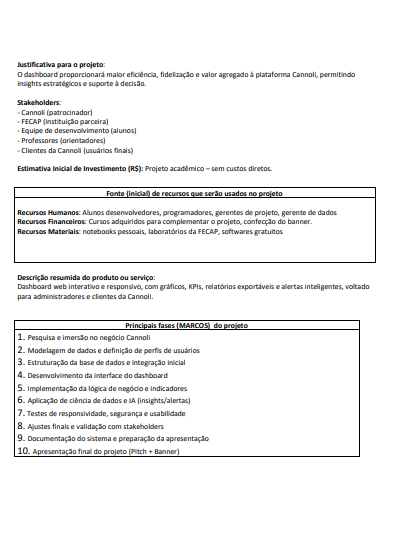 Justificativa para o projeto:
O dashboard proporcionará maior eficiência, fidelização e valor agregado à plataforma Cannoli, permitindo
insights estratégicos e suporte à decisão.
Stakeholders:
- Cannoli (patrocinador)
- FECAP (instituição parceira)
- Equipe de desenvolvimento (alunos)
- Professores (orientadores)
- Clientes da Cannoli (usuários finais)
Estimativa Inicial de Investimento (R$): Projeto acadêmico – sem custos diretos.
Fonte (inicial) de recursos que serão usados no projeto
Recursos Humanos: Alunos desenvolvedores, programadores, gerentes de projeto, gerente de dados
Recursos Financeiros: Cursos adquiridos para complementar o projeto, confecção do banner.
Recursos Materiais: notebooks pessoais, laboratórios da FECAP, softwares gratuitos
Descrição resumida do produto ou serviço:
Dashboard web interativo e responsivo, com gráficos, KPIs, relatórios exportáveis e alertas inteligentes, voltado
para administradores e clientes da Cannoli.
Principais fases (MARCOS) do projeto
1. Pesquisa e imersão no negócio Cannoli
2. Modelagem de dados e definição de perfis de usuários
3. Estruturação da base de dados e integração inicial
4. Desenvolvimento da interface do dashboard
5. Implementação da lógica de negócio e indicadores
6. Aplicação de ciência de dados e IA (insights/alertas)
7. Testes de responsividade, segurança e usabilidade
8. Ajustes finais e validação com stakeholders
9. Documentação do sistema e preparação da apresentação
10. Apresentação final do projeto (Pitch + Banner)